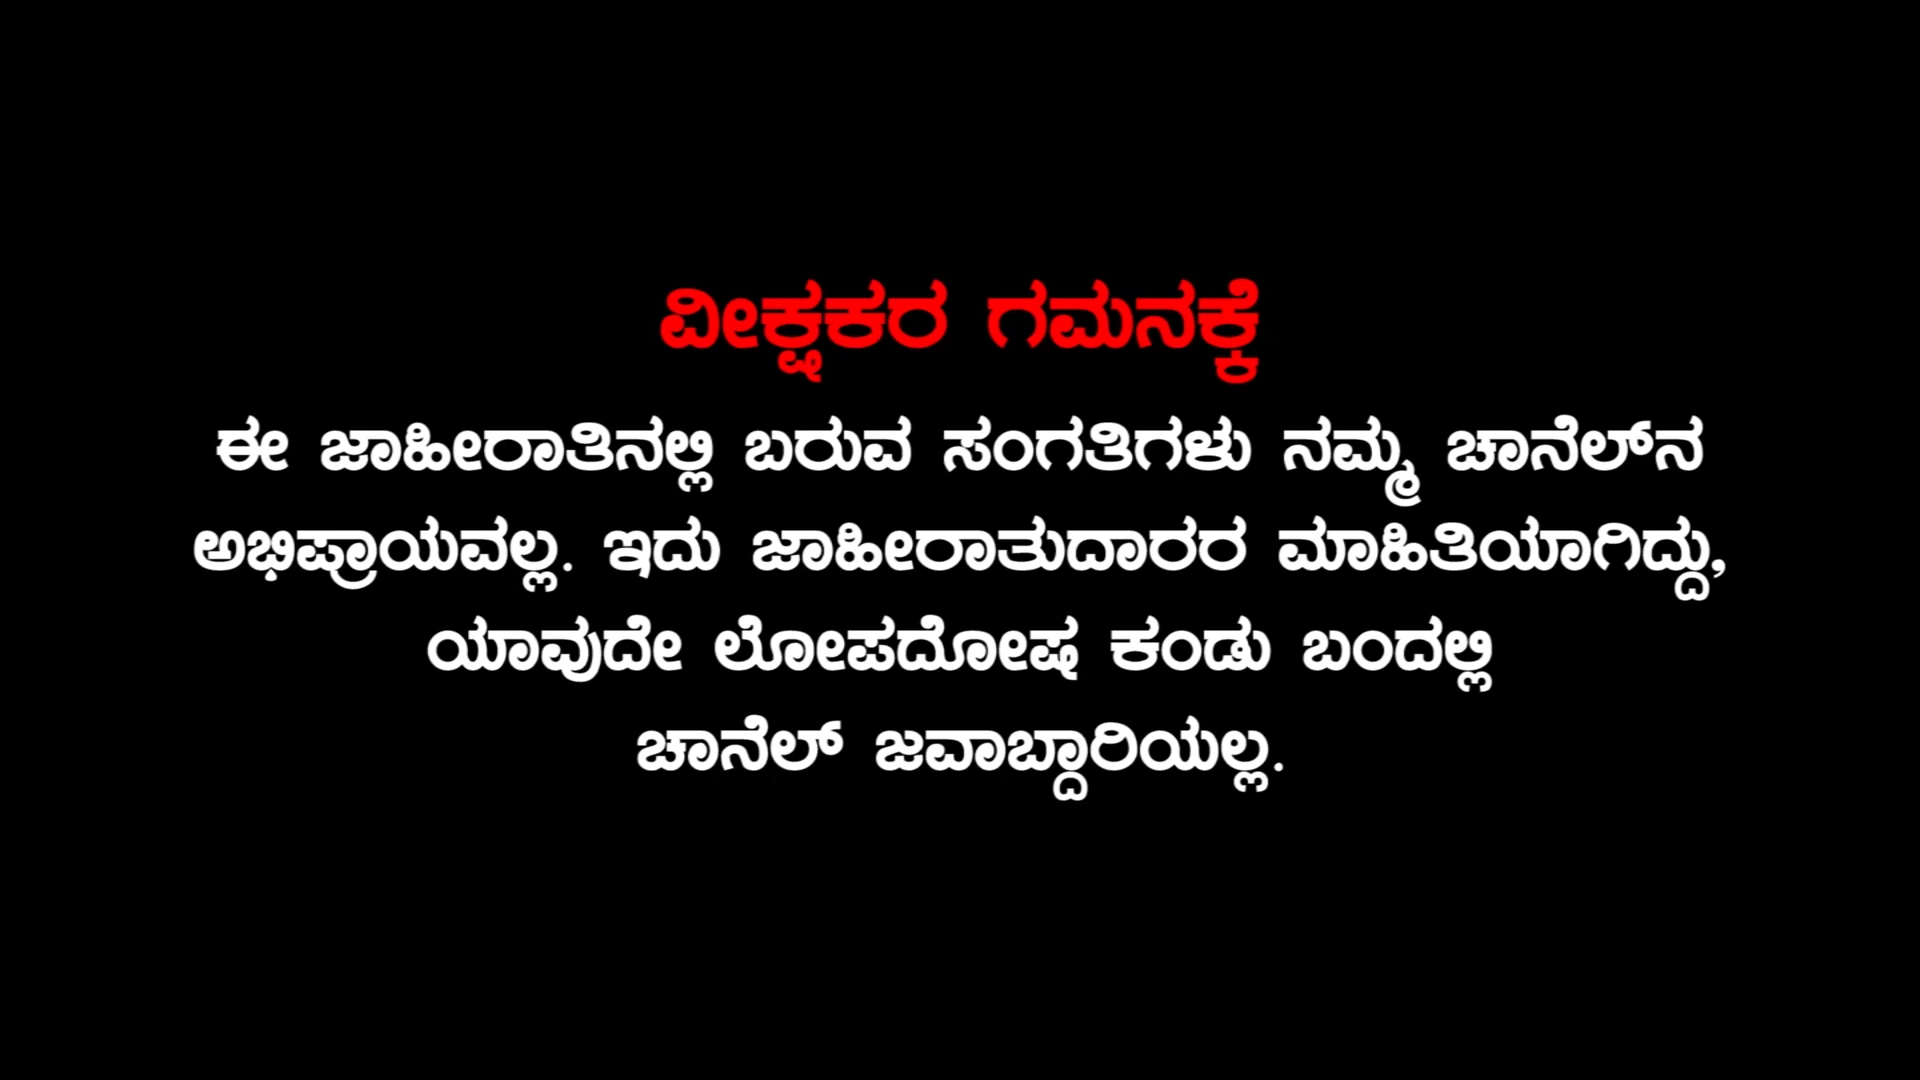 ವೀಕ್ಷಕರ ಗಮನಕ್ಕೆ
ಈ ಜಾಹೀರಾತಿನಲ್ಲಿ ಬರುವ ಸಂಗತಿಗಳು ನಮ್ಮ ಚಾನೆಲ್‌ನ
ಅಭಿಪ್ರಾಯವಲ್ಲ. ಇದು ಜಾಹೀರಾತುದಾರರ ಮಾಹಿತಿಯಾಗಿದ್ದು,
ಯಾವುದೇ ಲೋಪದೋಷ ಕಂಡು ಬಂದಲ್ಲಿ
ಚಾನೆಲ್ ಜವಾಬ್ದಾರಿಯಲ್ಲ.